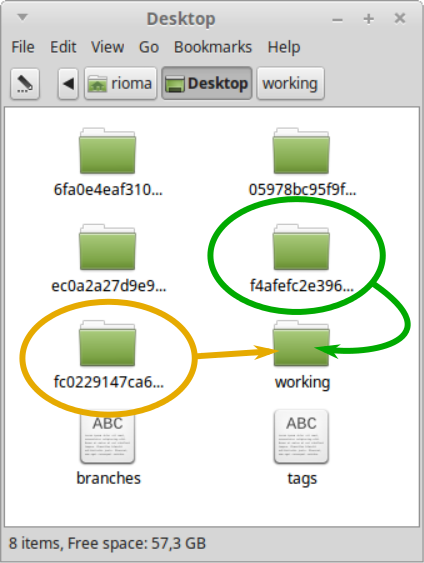 Desktop
File Edit View Go Bookmarks Help
rioma Desktop working
6fa0e4eaf310... 05978bc95f9f...
ec0a2a27d9e9... f4afefc2e396...
fc0229147ca6... working
ABC ABC
branches tags
8 items, Free space: 57,3 GB